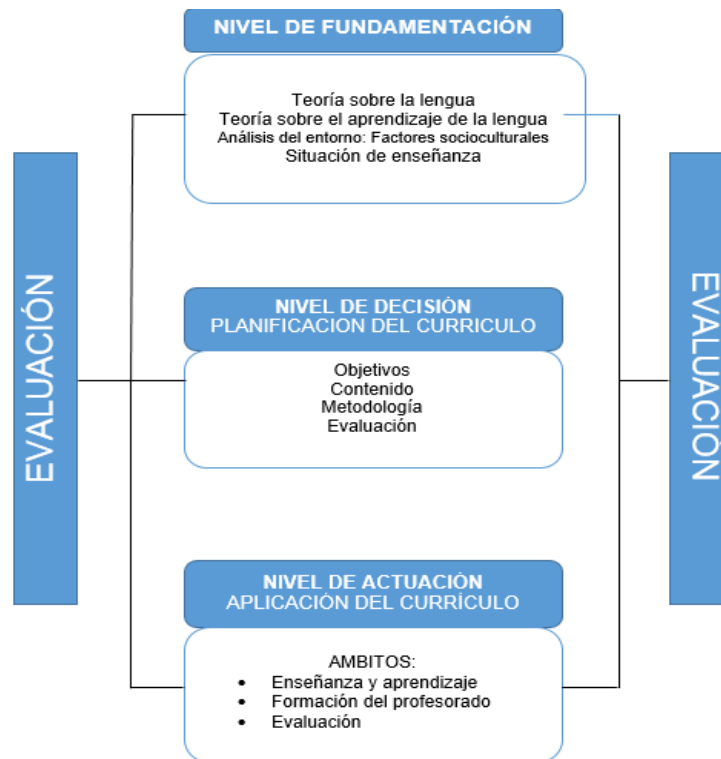 NIVEL DE FUNDAMENTACIÓN
Teoría sobre la lengua
Teoría sobre el aprendizaje de la lengua
Análisis del entorno: Factores socioculturales
Situación de enseñanza
EVALUACIÓN
EVALUACIÓN
NIVEL DE DECISIÓN
PLANIFICACION DEL CURRICULO
Objetivos
Contenido
Metodología
Evaluación
NIVEL DE ACTUACIÓN
APLICACIÓN DEL CURRÍCULO
AMBITOS:
• Enseñanza y aprendizaje
• Formación del profesorado
• Evaluación